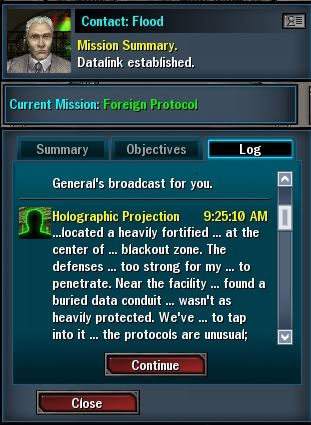 Contact: Flood
Mission Summary.
Datalink established.
Current Mission: Foreign Protocol
Summary
Objectives
Log
General's broadcast for you.
Holographic Projection 9:25:10 AM
...located a heavily fortified ... at the
center of ... blackout zone. The
defenses ... too strong for my ... to
penetrate. Near the facility ... found a
buried data conduit ... wasn't as
heavily protected. We've ... to tap
into it ... the protocols are unusual;
Continue
Close